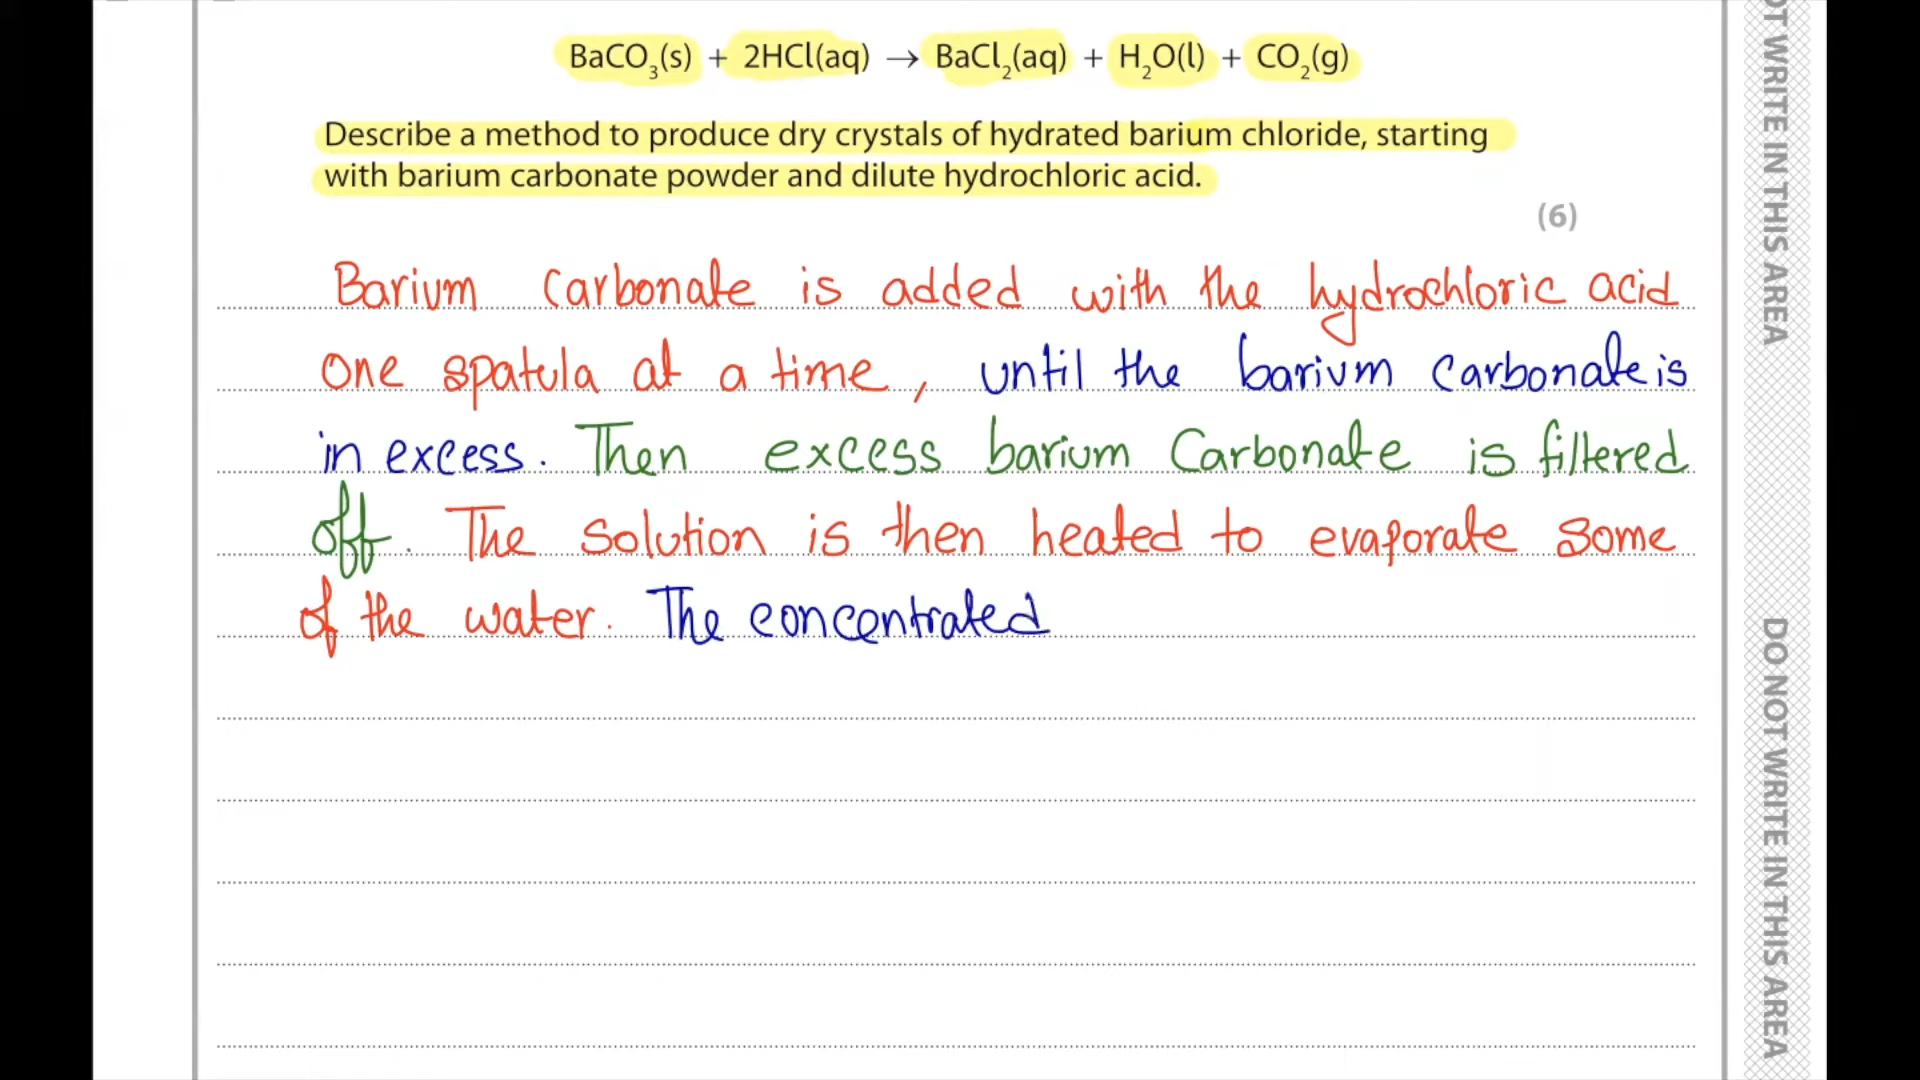 BaCO₃(s) + 2HCl(aq) → BaCl₂(aq) + H₂O(l) + CO₂(g)
Describe a method to produce dry crystals of hydrated barium chloride, starting
with barium carbonate powder and dilute hydrochloric acid.
(6)
Barium Carbonate is added with the hydrochloric acid
one spatula at a time, until the barium carbonate is
in excess. Then excess barium Carbonate is filtered
off. The solution is then heated to evaporate some
of the water. The concentrated
OT WRITE IN THIS AREA
DO NOT WRITE IN THIS AREA